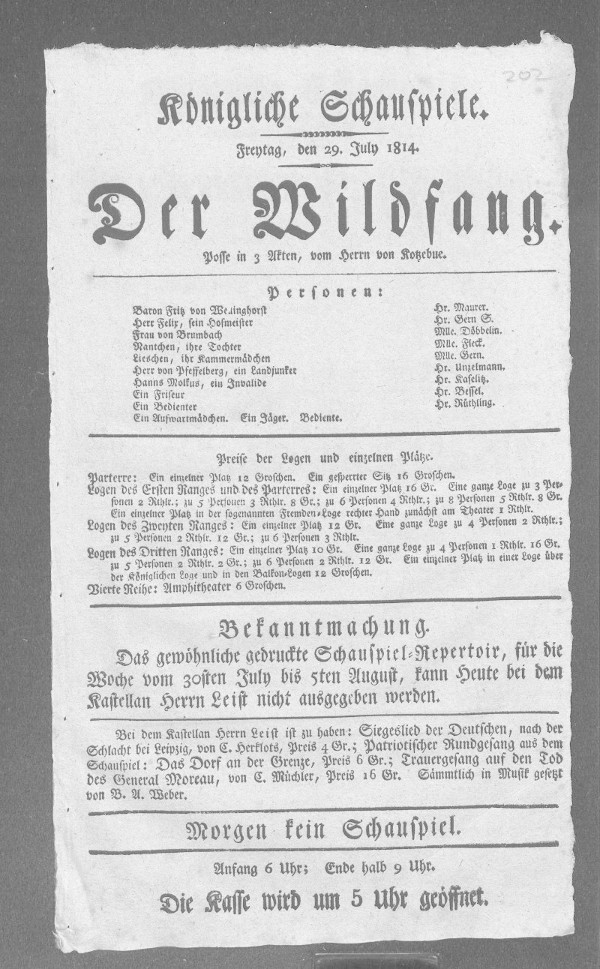 202
Königliche Schauspiele.
Freytag, den 29. July 1814.
Der Wildfang.
Posse in 3 Akten, vom Herrn von Kotzebue.
Personen:
Baron Fritz von Wellinghorst
Hr. Maurer.
Herr Felix, sein Hofmeister
Hr. Gern S.
Frau von Brumbach
Mlle. Döbbelin.
Nantchen, ihre Tochter
Mlle. Fleck.
Lieschen, ihr Kammermädchen
Mlle. Gern.
Herr von Pfeffelberg, ein Landjunker
Hr. Unzelmann.
Hanns Molkus, ein Invalide
Hr. Kaselitz.
Ein Friseur
Hr. Bessel.
Ein Bedienter
Hr. Rüthling.
Ein Aufwartmädchen. Ein Jäger. Bediente.
Preise der Logen und einzelnen Plätze.
Parterre: Ein einzelner Platz 12 Groschen. Ein gesperrter Sitz 16 Groschen.
Logen des Ersten Ranges und des Parterres: Ein einzelner Platz 16 Gr. Eine ganze Loge zu 3 Per-
sonen 2 Rthlr.; zu 5 Personen 3 Rthlr. 8 Gr.; zu 6 Personen 4 Rthlr.; zu 8 Personen 5 Rthlr. 8 Gr.
Ein einzelner Platz in der sogenannten Fremden-Loge rechter Hand zunächst am Theater 1 Rthlr.
Logen des Zweyten Ranges: Ein einzelner Platz 12 Gr. Eine ganze Loge zu 4 Personen 2 Rthlr.;
zu 5 Personen 2 Rthlr. 12 Gr.; zu 6 Personen 3 Rthlr.
Logen des Dritten Ranges: Ein einzelner Platz 10 Gr. Eine ganze Loge zu 4 Personen 1 Rthlr. 16 Gr.
zu 5 Personen 2 Rthlr. 2 Gr.; zu 6 Personen 2 Rthlr. 12 Gr. Ein einzelner Platz in einer Loge über
der Königlichen Loge und in den Balkon-Logen 12 Groschen.
Vierte Reihe: Amphitheater 6 Groschen.
Bekanntmachung.
Das gewöhnliche gedruckte Schauspiel-Repertoir, für die
Woche vom 30sten July bis 5ten August, kann Heute bei dem
Kastellan Herrn Leist nicht ausgegeben werden.
Bei dem Kastellan Herrn Leist ist zu haben: Siegeslied der Deutschen, nach der
Schlacht bei Leipzig, von C. Herklots, Preis 4 Gr.; Patriotischer Rundgesang aus dem
Schauspiel: Das Dorf an der Grenze, Preis 6 Gr.; Trauergesang auf den Tod
des General Moreau, von C. Müchler, Preis 16 Gr. Sämmtlich in Musik gesetzt
von B. A. Weber.
Morgen kein Schauspiel.
Anfang 6 Uhr; Ende halb 9 Uhr.
Die Kasse wird um 5 Uhr geöffnet.